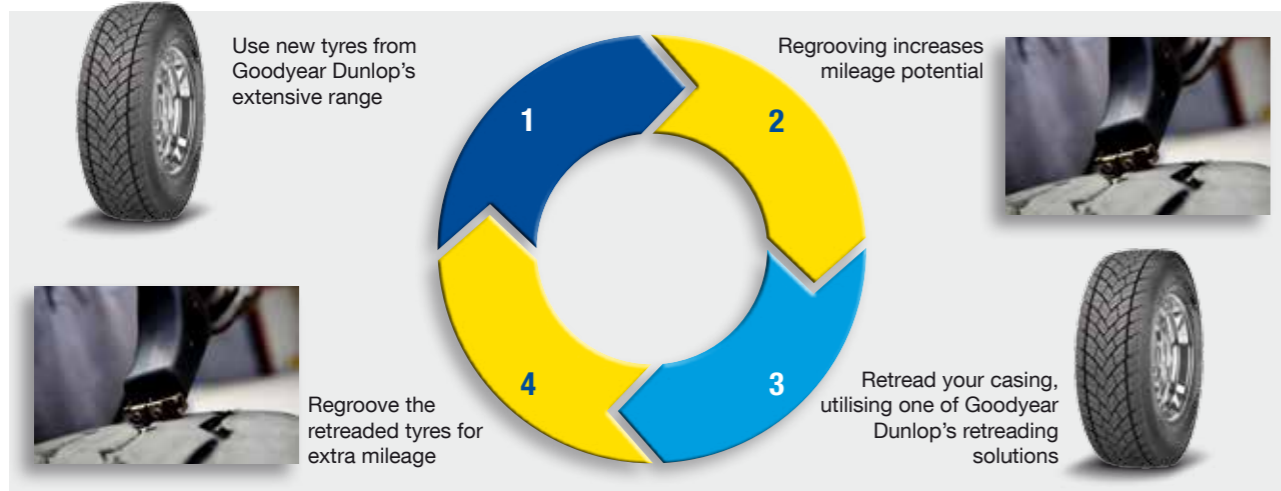 Use new tyres from
Goodyear Dunlop’s
extensive range
1
2
Regrooving increases
mileage potential
3
Retread your casing,
utilising one of Goodyear
Dunlop’s retreading
solutions
4
Regroove the
retreaded tyres for
extra mileage